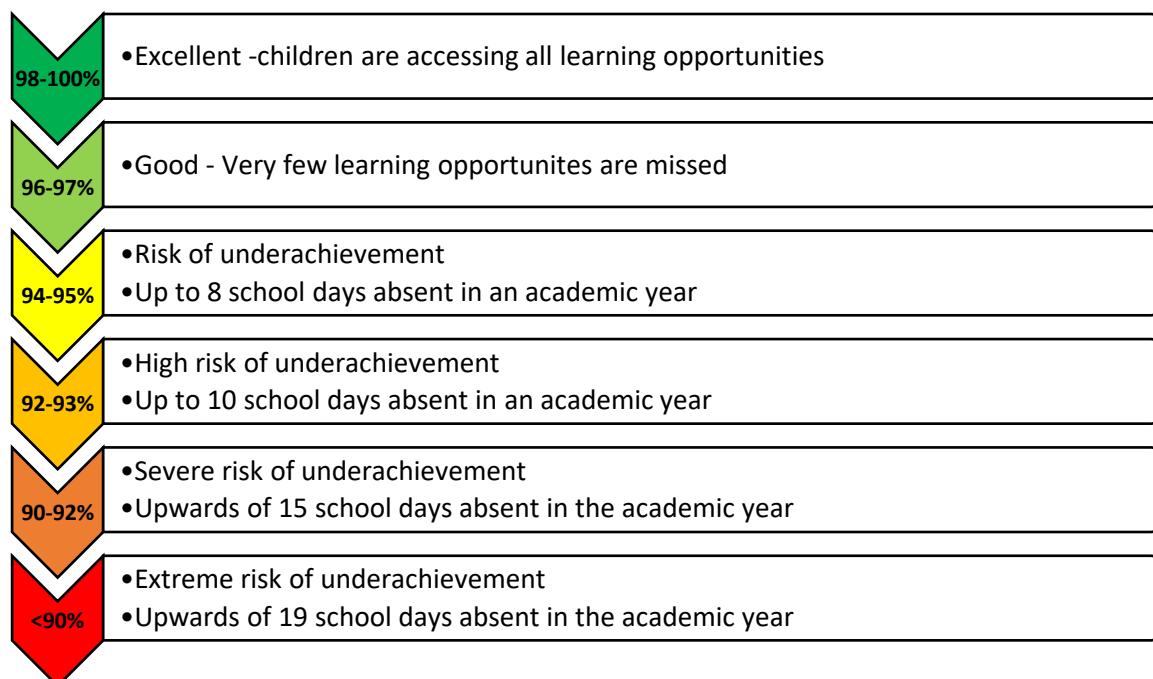 98-100%
•Excellent -children are accessing all learning opportunities
96-97%
•Good - Very few learning opportunites are missed
94-95%
•Risk of underachievement
•Up to 8 school days absent in an academic year
92-93%
•High risk of underachievement
•Up to 10 school days absent in an academic year
90-92%
•Severe risk of underachievement
•Upwards of 15 school days absent in the academic year
<90%
•Extreme risk of underachievement
•Upwards of 19 school days absent in the academic year